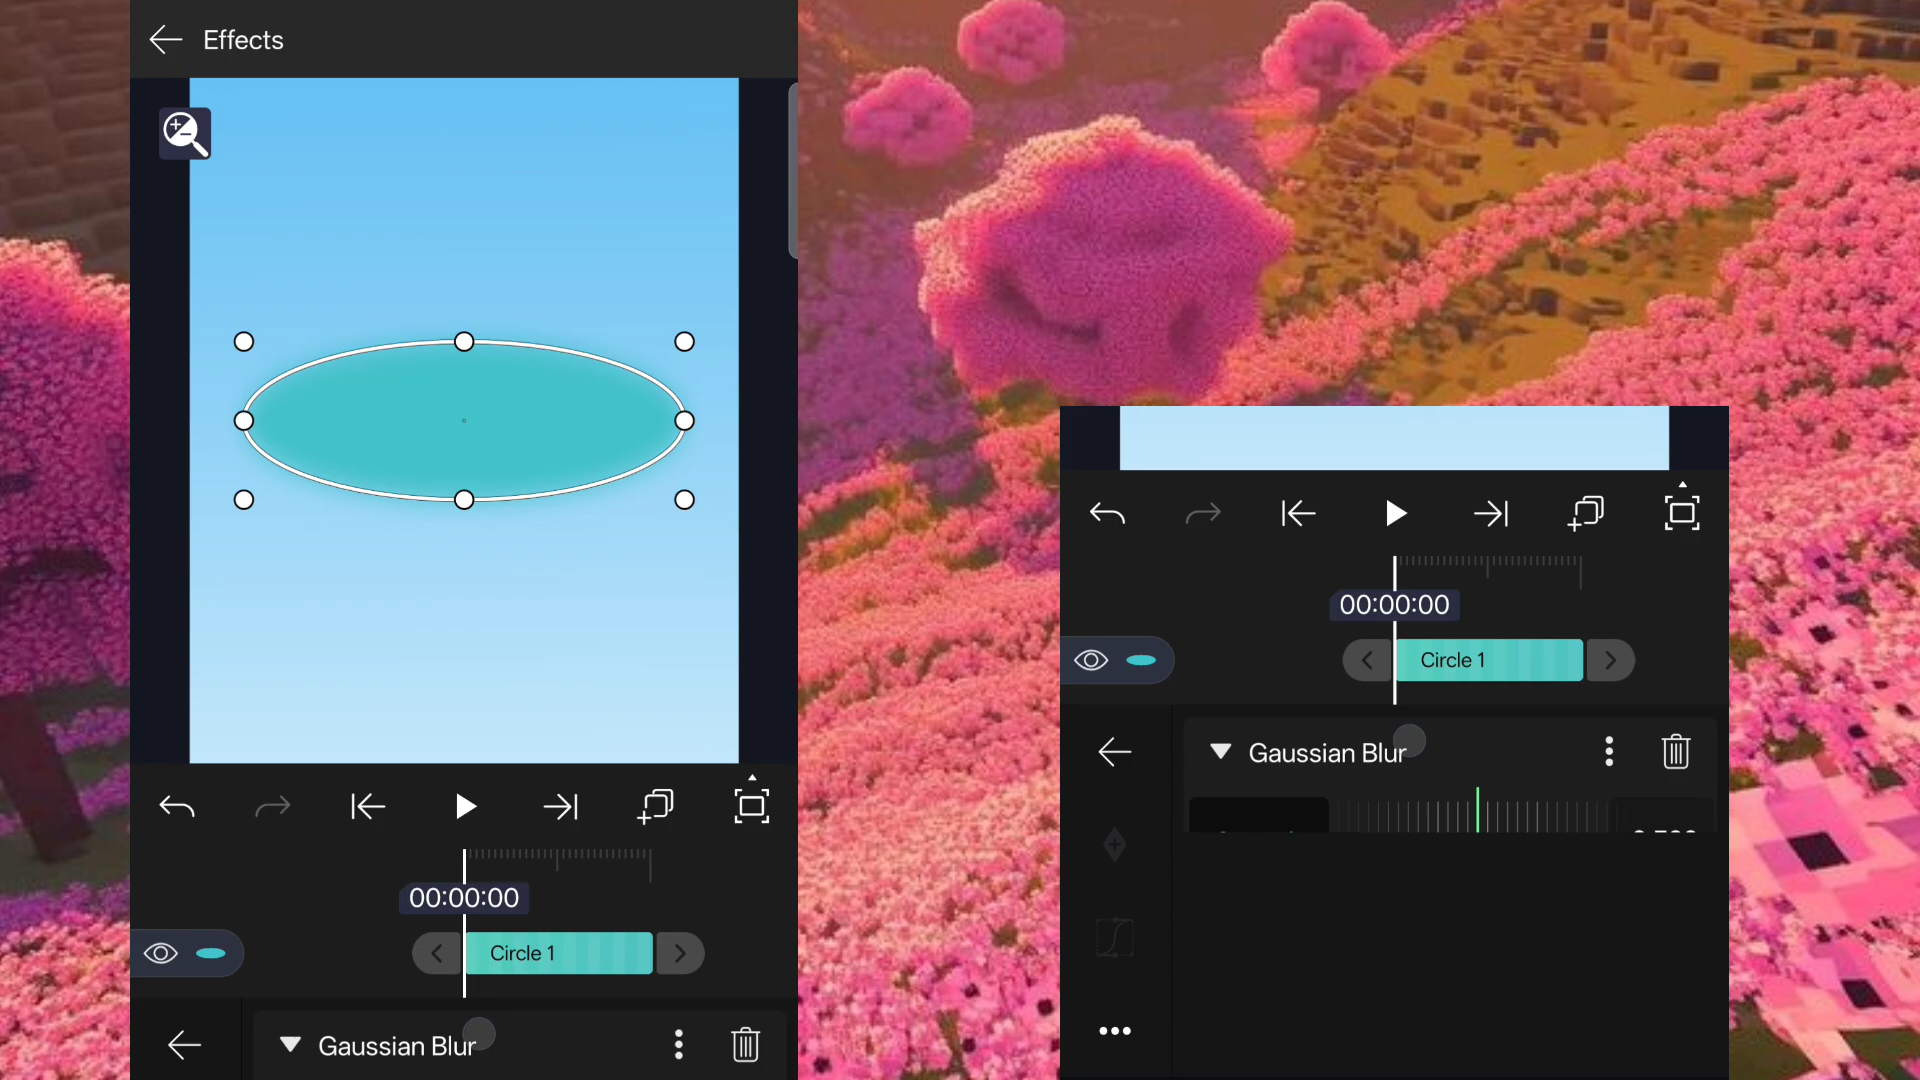 Effects
00:00:00
Circle 1
Gaussian Blur
00:00:00
Circle 1
Gaussian Blur